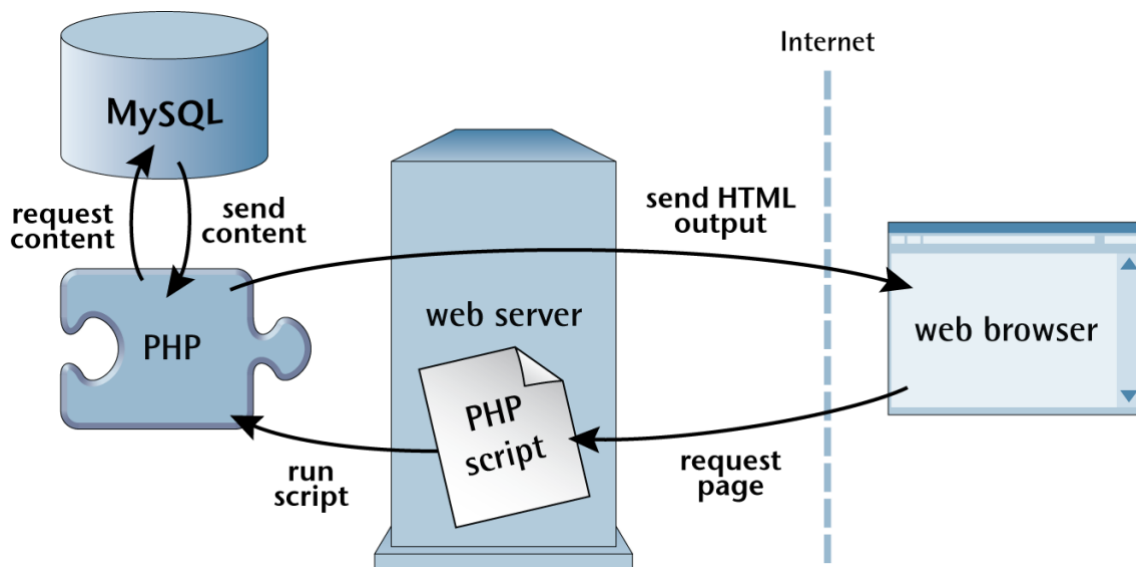 Internet
MySQL
request
content
send
content
send HTML
output
PHP
web server
web browser
PHP
script
run
script
request
page